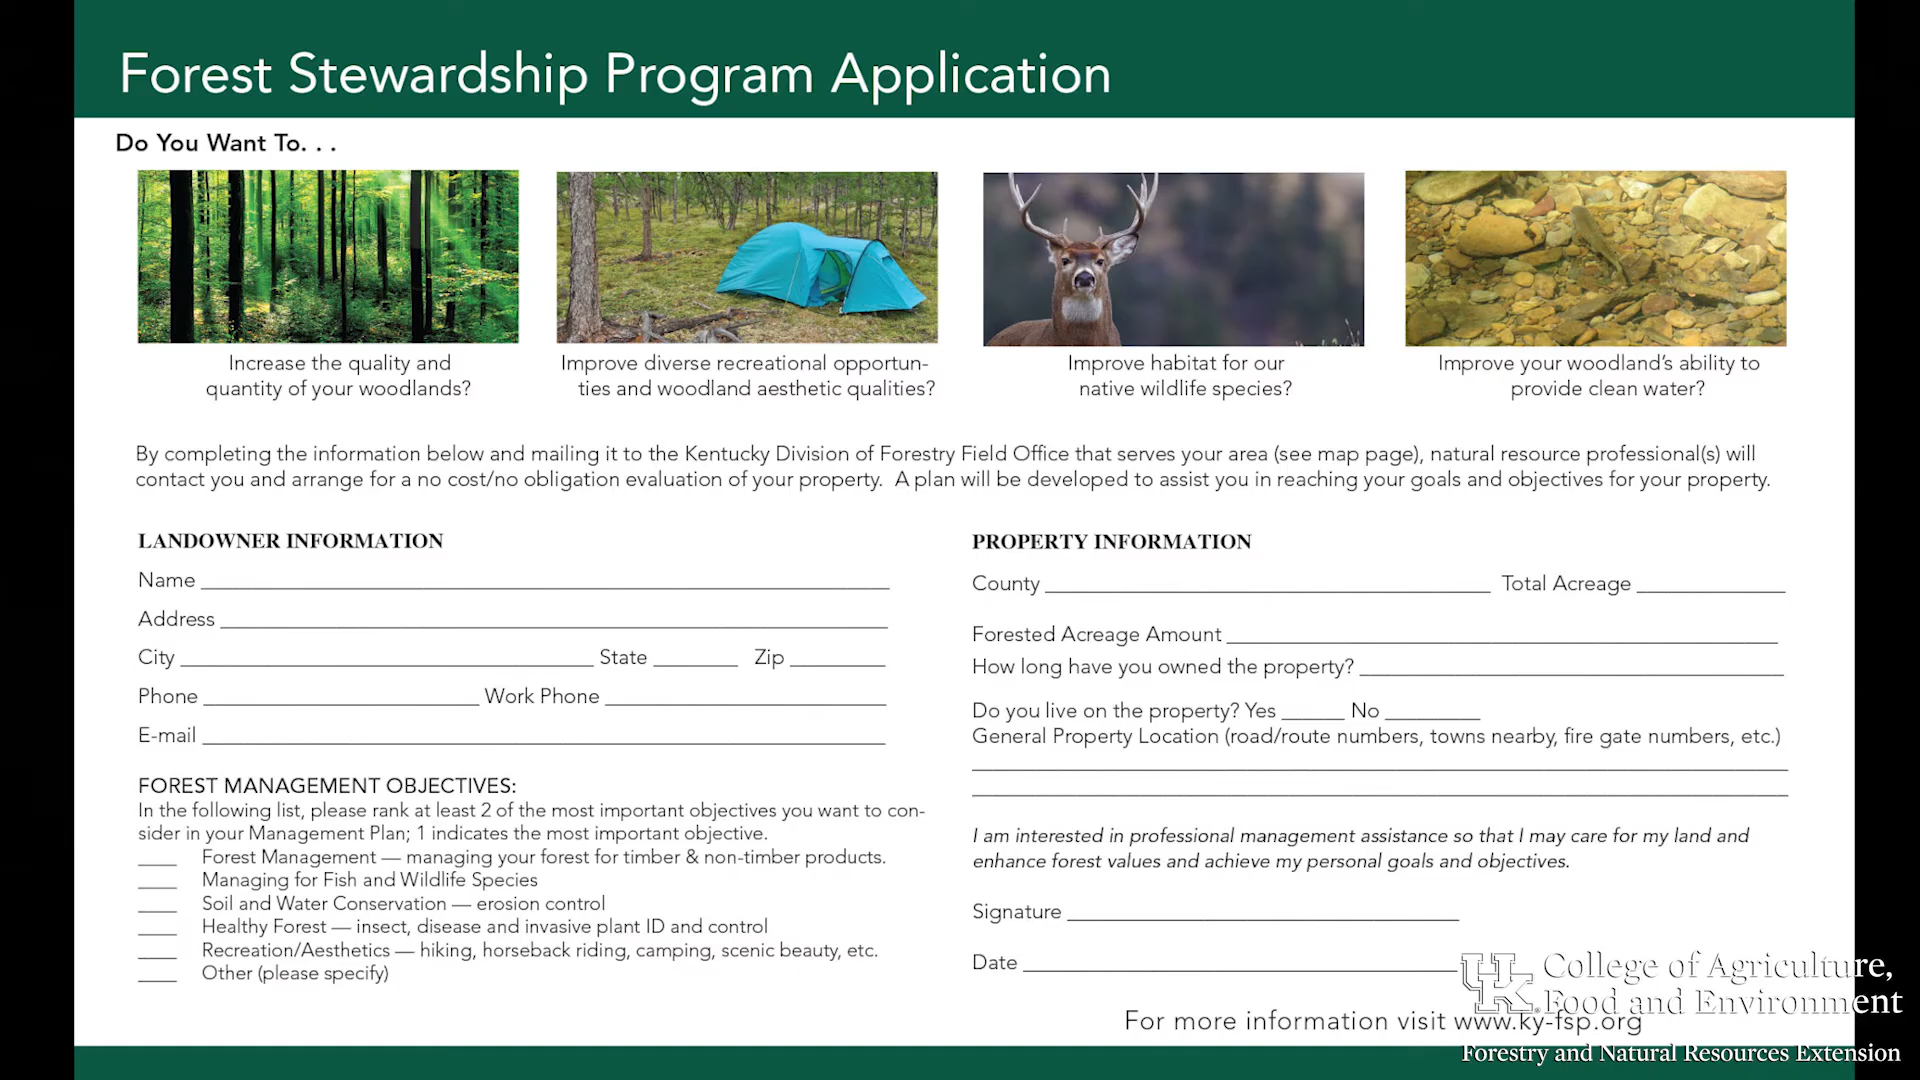 Forest Stewardship Program Application
Do You Want To. . .
Increase the quality and
quantity of your woodlands?
Improve diverse recreational opportun-
ties and woodland aesthetic qualities?
Improve habitat for our
native wildlife species?
Improve your woodland's ability to
provide clean water?
By completing the information below and mailing it to the Kentucky Division of Forestry Field Office that serves your area (see map page), natural resource professional(s) will
contact you and arrange for a no cost/no obligation evaluation of your property. A plan will be developed to assist you in reaching your goals and objectives for your property.
LANDOWNER INFORMATION
Name
Address
City State Zip
Phone Work Phone
E-mail
FOREST MANAGEMENT OBJECTIVES:
In the following list, please rank at least 2 of the most important objectives you want to con-
sider in your Management Plan; 1 indicates the most important objective.
____ Forest Management — managing your forest for timber & non-timber products.
____ Managing for Fish and Wildlife Species
____ Soil and Water Conservation — erosion control
____ Healthy Forest — insect, disease and invasive plant ID and control
____ Recreation/Aesthetics — hiking, horseback riding, camping, scenic beauty, etc.
____ Other (please specify)
PROPERTY INFORMATION
County Total Acreage
Forested Acreage Amount
How long have you owned the property?
Do you live on the property? Yes ______ No ______
General Property Location (road/route numbers, towns nearby, fire gate numbers, etc.)
I am interested in professional management assistance so that I may care for my land and
enhance forest values and achieve my personal goals and objectives.
Signature
Date
For more information visit www.ky-fsp.org
UK College of Agriculture,
Food and Environment
Forestry and Natural Resources Extension